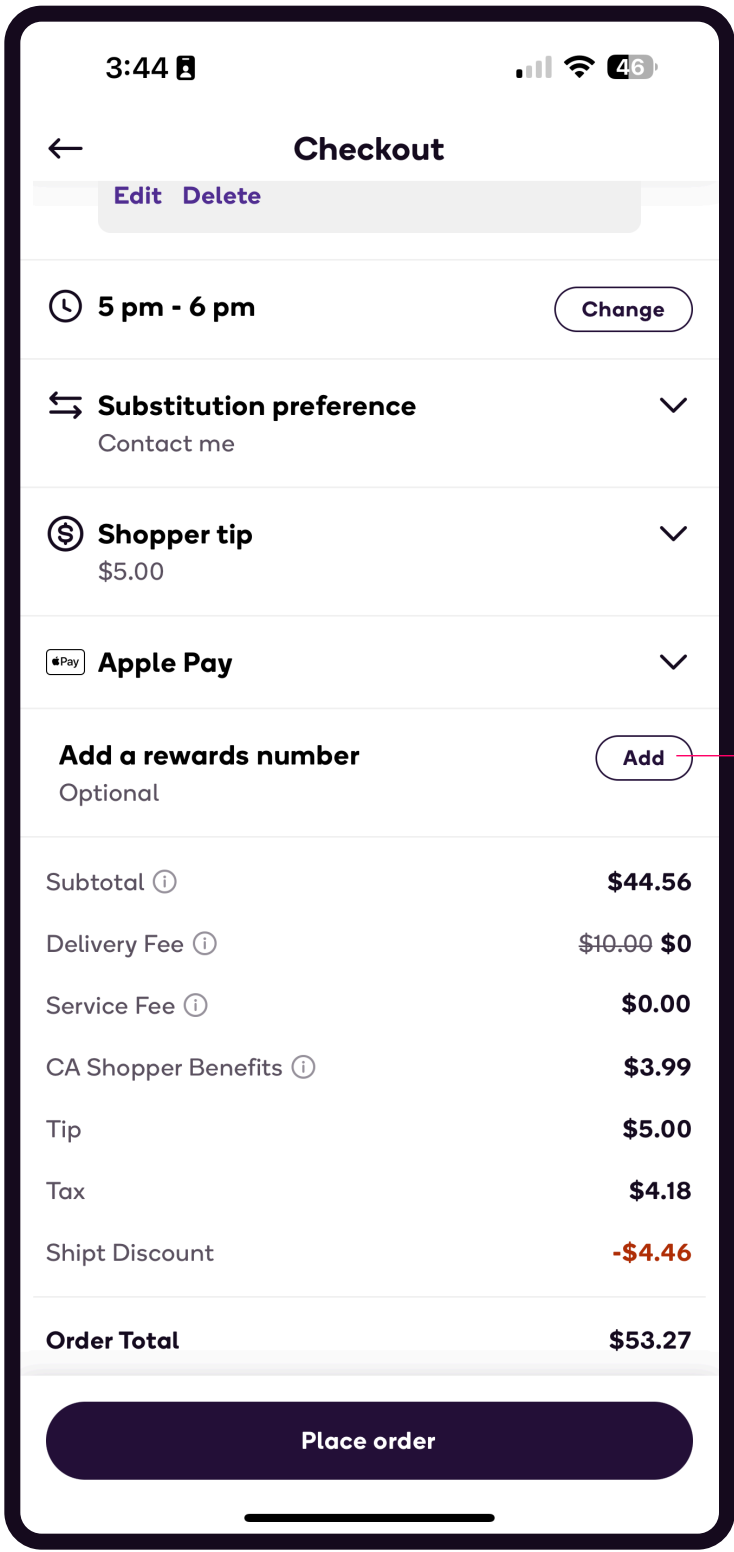 3:44 46
Checkout
Edit Delete
5 pm - 6 pm Change
Substitution preference
Contact me
Shopper tip
$5.00
Pay Apple Pay
Add a rewards number Add
Optional
Subtotal $44.56
Delivery Fee $10.00 $0
Service Fee $0.00
CA Shopper Benefits $3.99
Tip $5.00
Tax $4.18
Shipt Discount -$4.46
Order Total $53.27
Place order